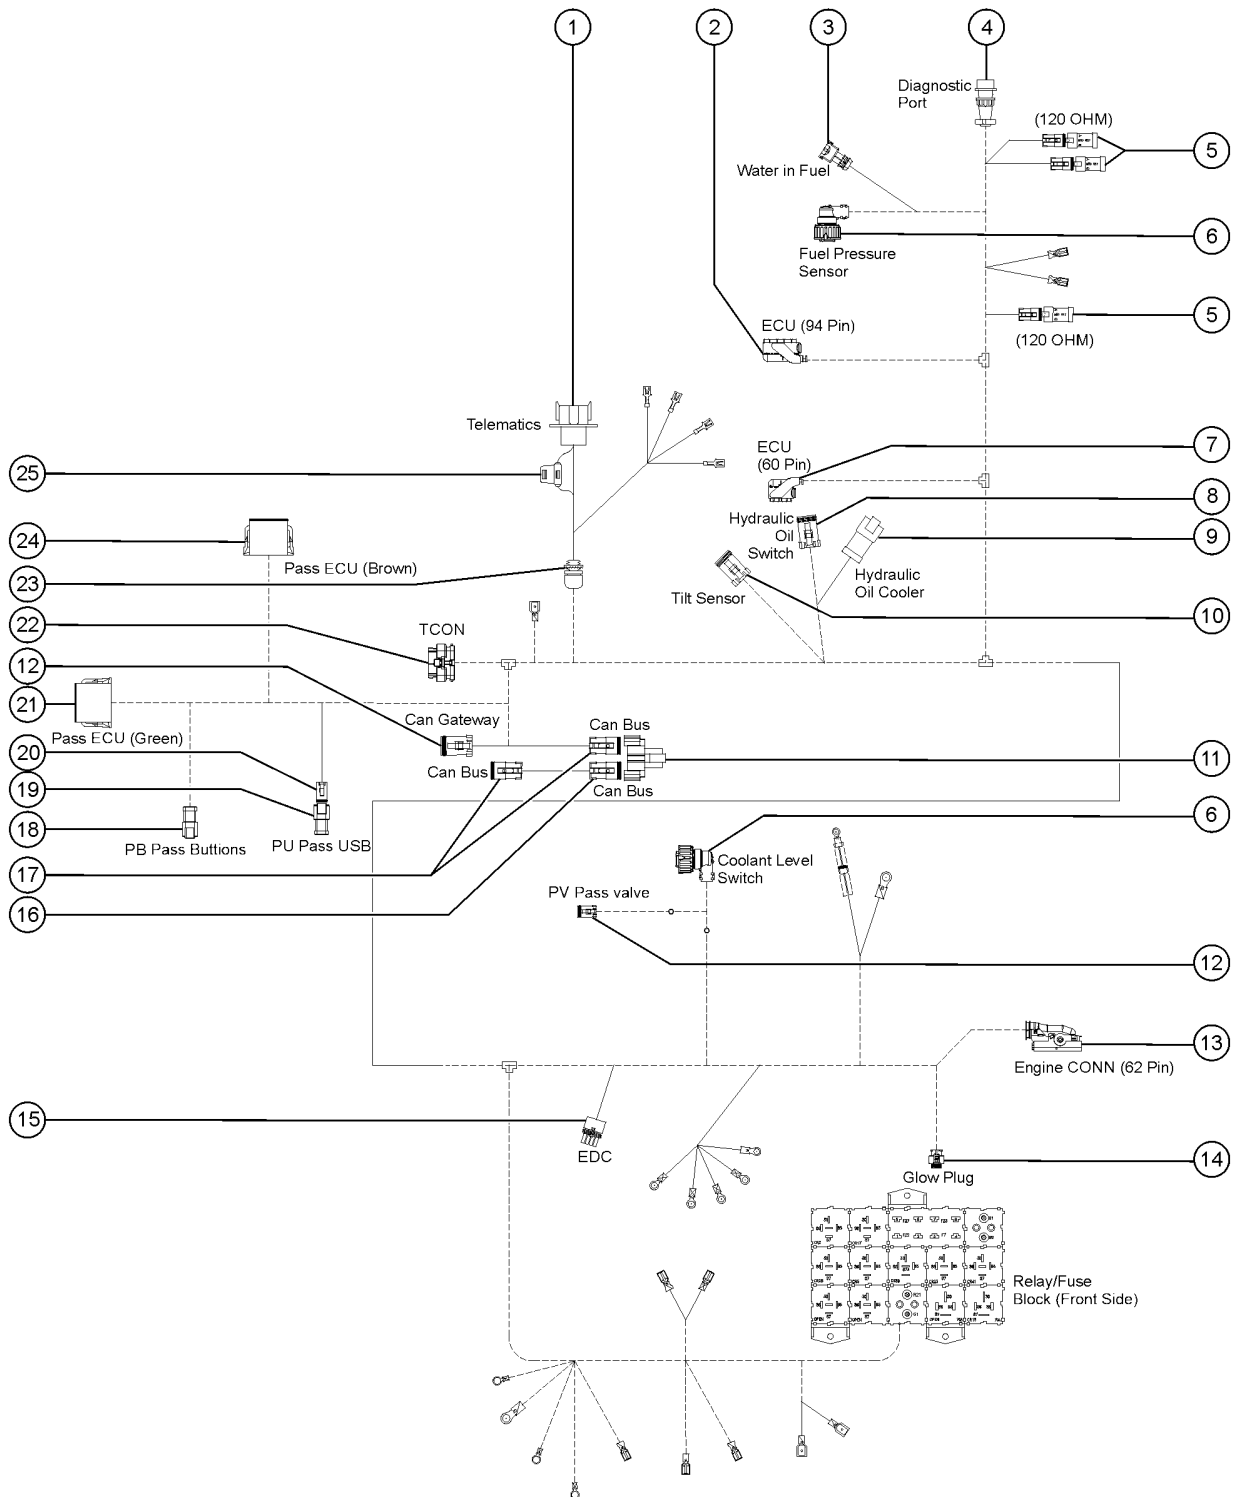 1
2
3
4
Diagnostic
Port
(120 OHM)
5
Water in Fuel
6
Fuel Pressure
Sensor
5
(120 OHM)
ECU (94 Pin)
Telematics
ECU
(60 Pin)
7
25
8
Hydraulic
Oil
Switch
9
24
Pass ECU (Brown)
23
Hydraulic
Oil Cooler
Tilt Sensor
10
22
TCON
12
21
Pass ECU (Green)
Can Gateway
Can Bus
20
Can Bus
11
19
Can Bus
18
PB Pass Buttions
PU Pass USB
6
17
Coolant Level
Switch
16
PV Pass valve
12
13
Engine CONN (62 Pin)
15
EDC
14
Glow Plug
Relay/Fuse
Block (Front Side)